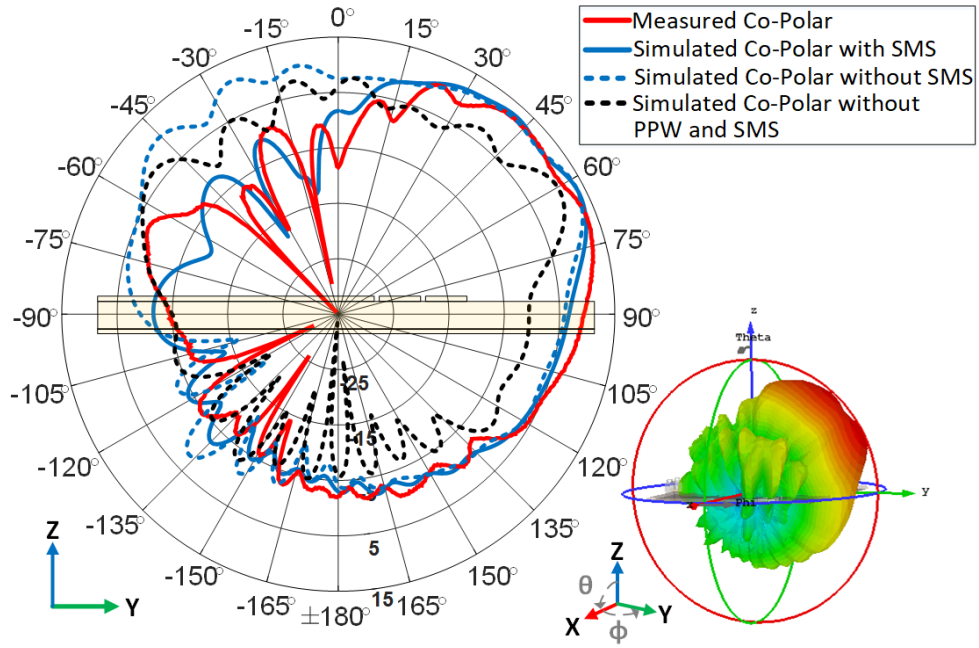 Measured Co-Polar
Simulated Co-Polar with SMS
Simulated Co-Polar without SMS
Simulated Co-Polar without
PPW and SMS
0°
-15°
15°
-30°
30°
-45°
45°
-60°
60°
-75°
75°
-90°
90°
-105°
105°
-120°
120°
-135°
135°
-150°
150°
-165°
±180°
165°
-25
-15
5
15
Z
Y
z
Theta
y
Phi
Z
θ
X
Y
ϕ